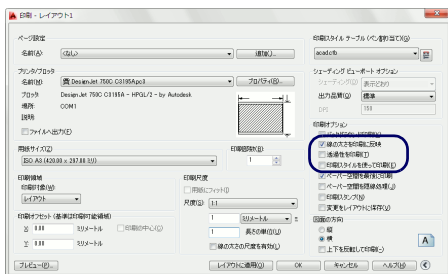 印刷 - レイアウト1
ページ設定
名前(A):
<なし>
追加(.)...
プリンタ/プロッタ
名前(M):
DesignJet 750C C3195A.pc3
プロパティ(R)...
プロッタ:
DesignJet 750C C3195A - HPGL/2 - by Autodesk
場所:
COM1
説明:
ファイルへ出力(F)
用紙サイズ(Z)
ISO A3 (420.00 x 297.00 ミリ)
印刷部数(B)
1
印刷領域
印刷対象(W)
レイアウト
印刷尺度
用紙にフィット(I)
尺度(S):
1:1
1
ミリメートル
=
1
長さの単位(U)
線の太さの尺度を有効(L)
印刷オフセット (基準は印刷可能領域)
X:
0.00
ミリメートル
印刷の中心(C)
Y:
0.00
ミリメートル
印刷スタイル テーブル (ペン割り当て)(G)
acad.ctb
シェーディング ビューポート オプション
シェーディング(D)
表示どおり
出力品質(Q)
標準
DPI
150
印刷オプション
線の太さを印刷に反映
透過性を印刷(T)
印刷スタイルを使って印刷(E)
ペーパー空間を最後に印刷
ペーパー空間を隠線処理(J)
印刷スタンプ(N)
変更をレイアウトに保存(V)
図面の方向
縦
横
上下を反転して印刷(-)
A
プレビュー(P)...
レイアウトに適用(O)
OK
キャンセル
ヘルプ(H)